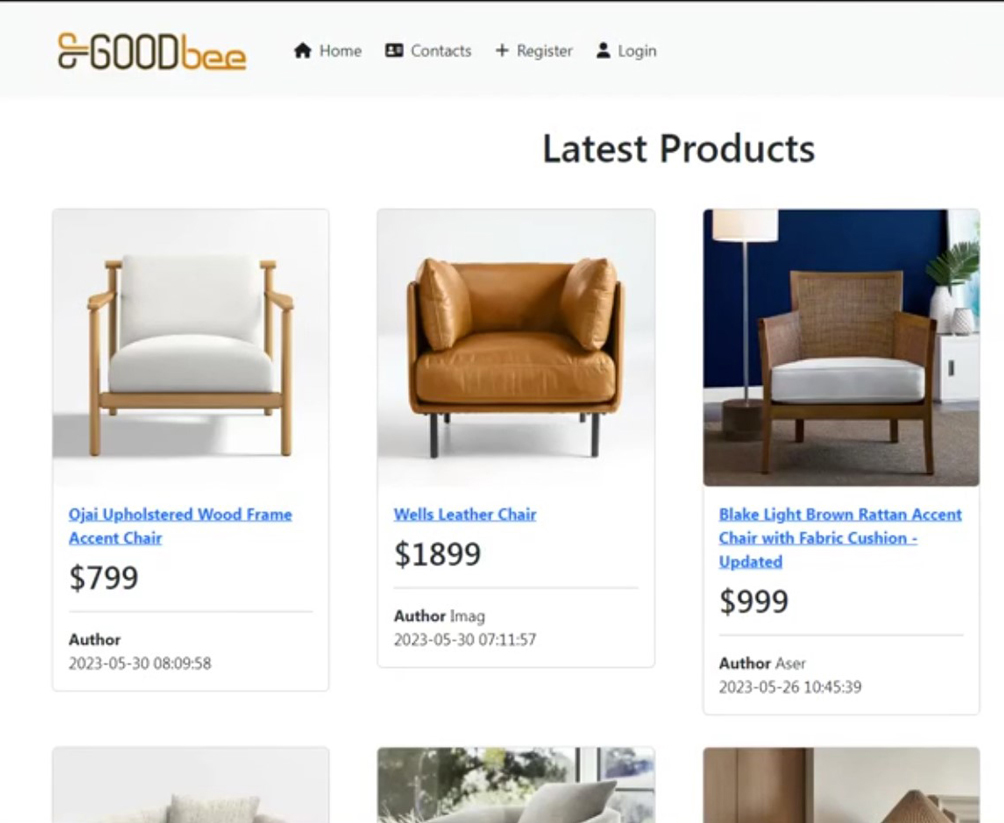 GOODbee
Home Contacts Register Login
Latest Products
Ojai Upholstered Wood Frame
Accent Chair
$799
Author
2023-05-30 08:09:58
Wells Leather Chair
$1899
Author Imag
2023-05-30 07:11:57
Blake Light Brown Rattan Accent
Chair with Fabric Cushion -
Updated
$999
Author Aser
2023-05-26 10:45:39